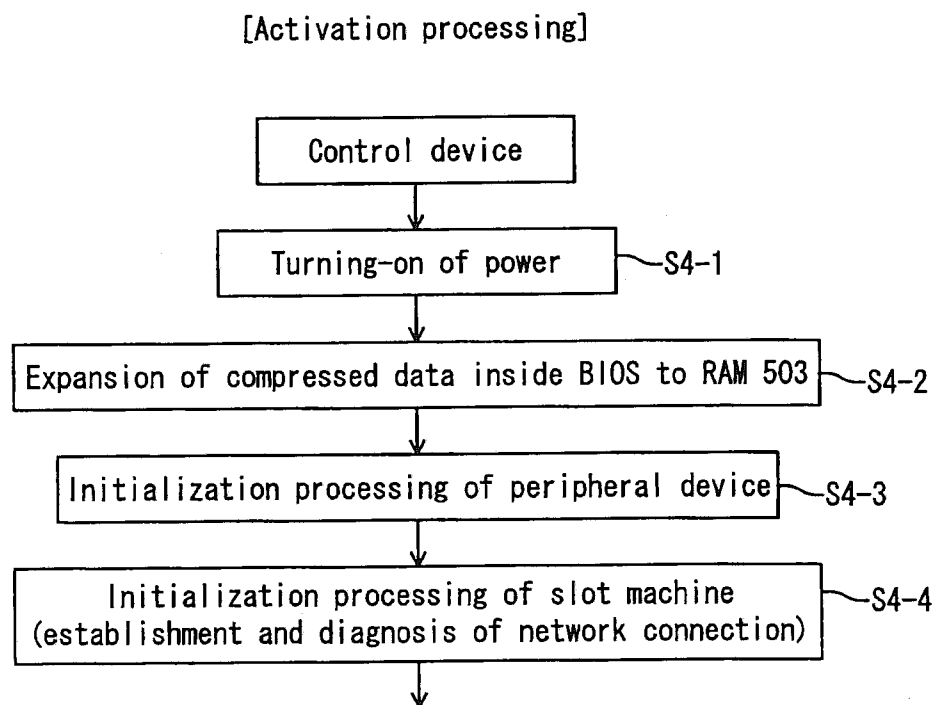 [Activation processing]
Control device
Turning-on of power
S4-1
Expansion of compressed data inside BIOS to RAM 503
S4-2
Initialization processing of peripheral device
S4-3
Initialization processing of slot machine
(establishment and diagnosis of network connection)
S4-4